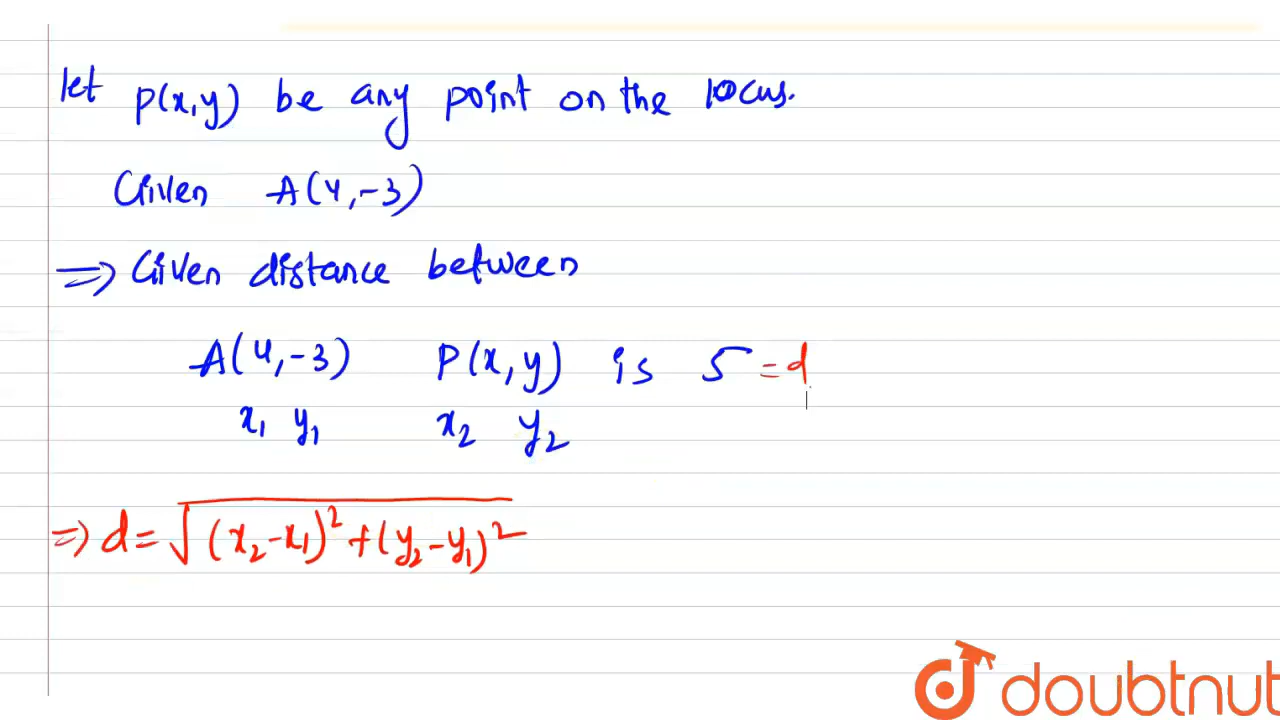 let P(x,y) be any point on the locus.
Given A(4,-3)
=> Given distance between
A(4,-3) P(x,y) is 5 = d
x₁ y₁ x₂ y₂
=> d = √(x₂-x₁)²+(y₂-y₁)²
doubtnut